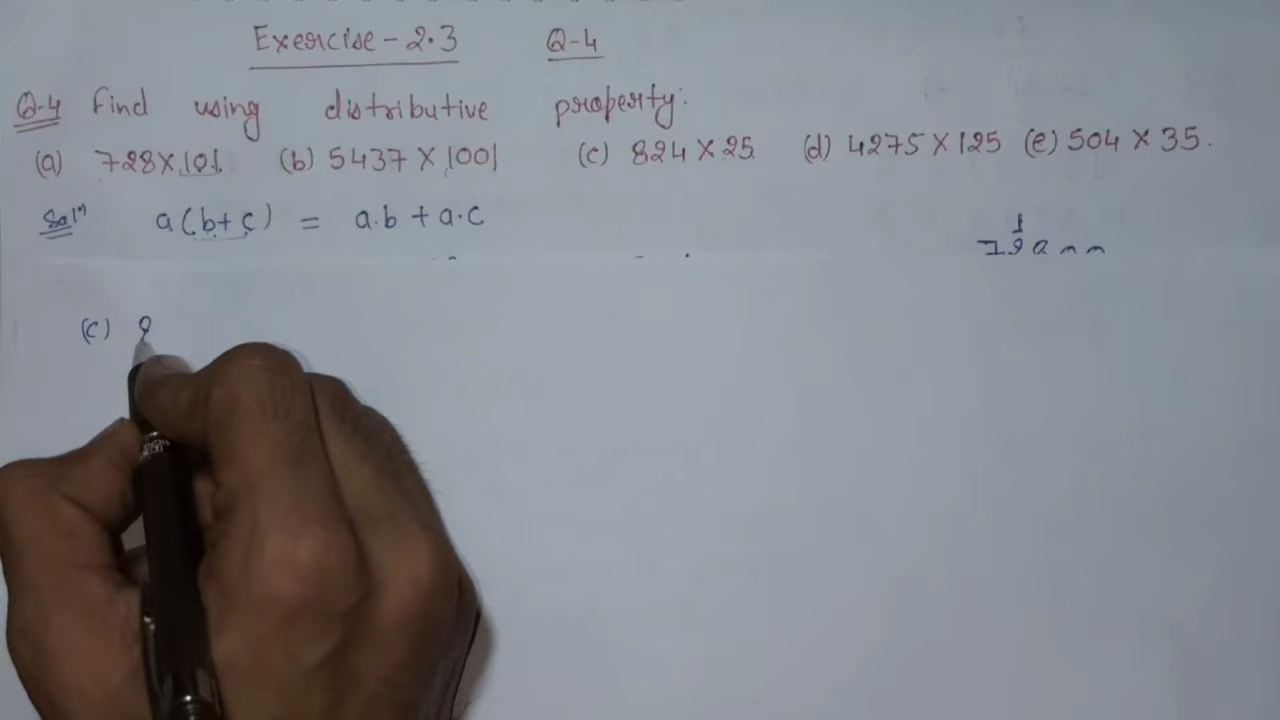 Exercise - 2.3 Q-4
Q-4 Find using distributive property:
(a) 728×101. (b) 5437×1001 (c) 824×25. (d) 4275×125 (e) 504×35.
Solⁿ a(b+c) = a.b + a.c
(c)